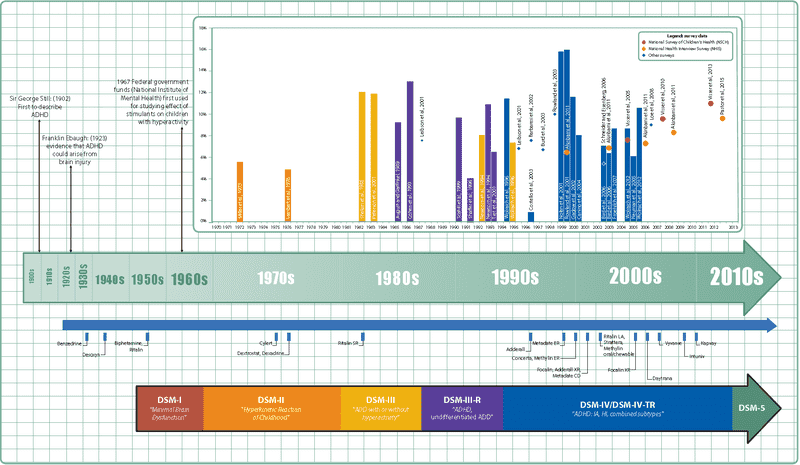 Sir George Still: (1902)
First to describe
ADHD
Franklin Ebaugh: (1923)
evidence that ADHD
could arise from
brain injury
1967 Federal government
funds (National Institute of
Mental Health) first used
for studying effect of
stimulants on children
with hyperactivity
18%
16%
14%
12%
10%
8%
6%
4%
2%
0%
Legend: survey data
National Survey of Children's Health (NSCH)
National Health Interview Survey (NHIS)
Other surveys
Leibson et al., 2001
Leibson et al., 2001
Barbaresi et al., 2002
Burd et al., 2003
Rowland et al., 2003
Costello et al., 2003
Schneider and Eisenberg, 2006
Akinbami et al., 2011
Visser et al., 2005
Akinbami et al., 2011
Loe et al., 2006
Visser et al., 2010
Akinbami et al., 2011
Visser et al., 2013
Pastor et al., 2015
1970 1971 1972 1973 1974 1975 1976 1977 1978 1979 1980 1981 1982 1983 1984 1985 1986 1987 1988 1989 1990 1991 1992 1993 1994 1995 1996 1997 1998 1999 2000 2001 2002 2003 2004 2005 2006 2007 2008 2009 2010 2011 2012 2013
1900s 1910s 1920s 1930s 1940s 1950s 1960s 1970s 1980s 1990s 2000s 2010s
Benzedrine
Desoxyn
Biphetamine,
Ritalin
Cylert
Dextrostat, Dexedrine
Ritalin SR
Adderall
Metadate ER
Concerta, Methylin ER
Focalin, Adderall XR,
Metadate CD
Ritalin LA,
Strattera,
Methylin
oral/chewable
Focalin XR
Daytrana
Vyvanse
Intuniv
Kapvay
DSM-I
"Minimal Brain
Dysfunction"
DSM-II
"Hyperkinetic Reaction
of Childhood"
DSM-III
"ADD with or without
hyperactivity"
DSM-III-R
"ADHD,
undifferentiated ADD"
DSM-IV/DSM-IV-TR
"ADHD: IA, HI, combined subtypes"
DSM-5